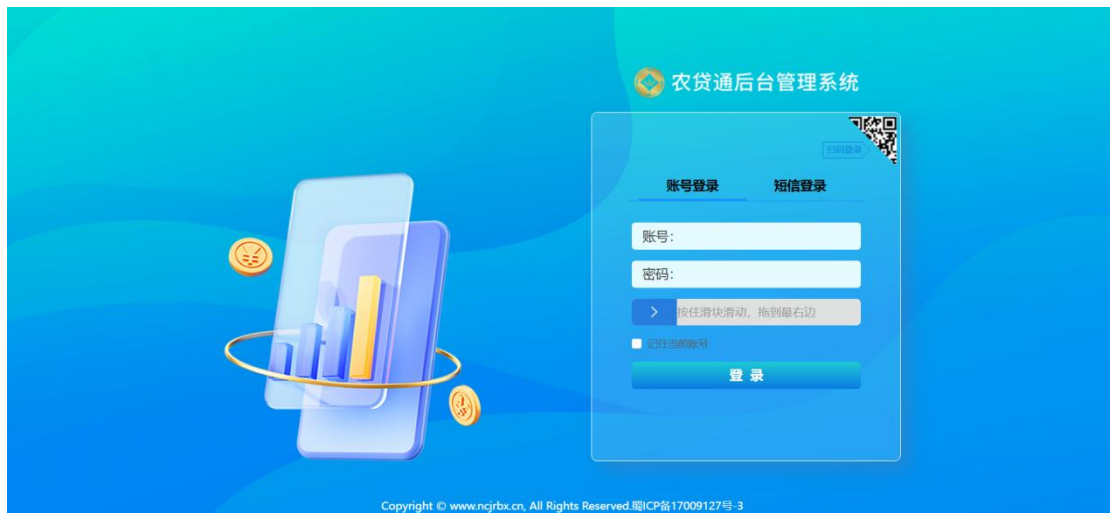 农贷通后台管理系统
扫码登录
账号登录 短信登录
账号：
密码：
按住滑块滑动，拖到最右边
记住当前账号
登 录
Copyright © www.ncjrbx.cn, All Rights Reserved.蜀ICP备17009127号-3